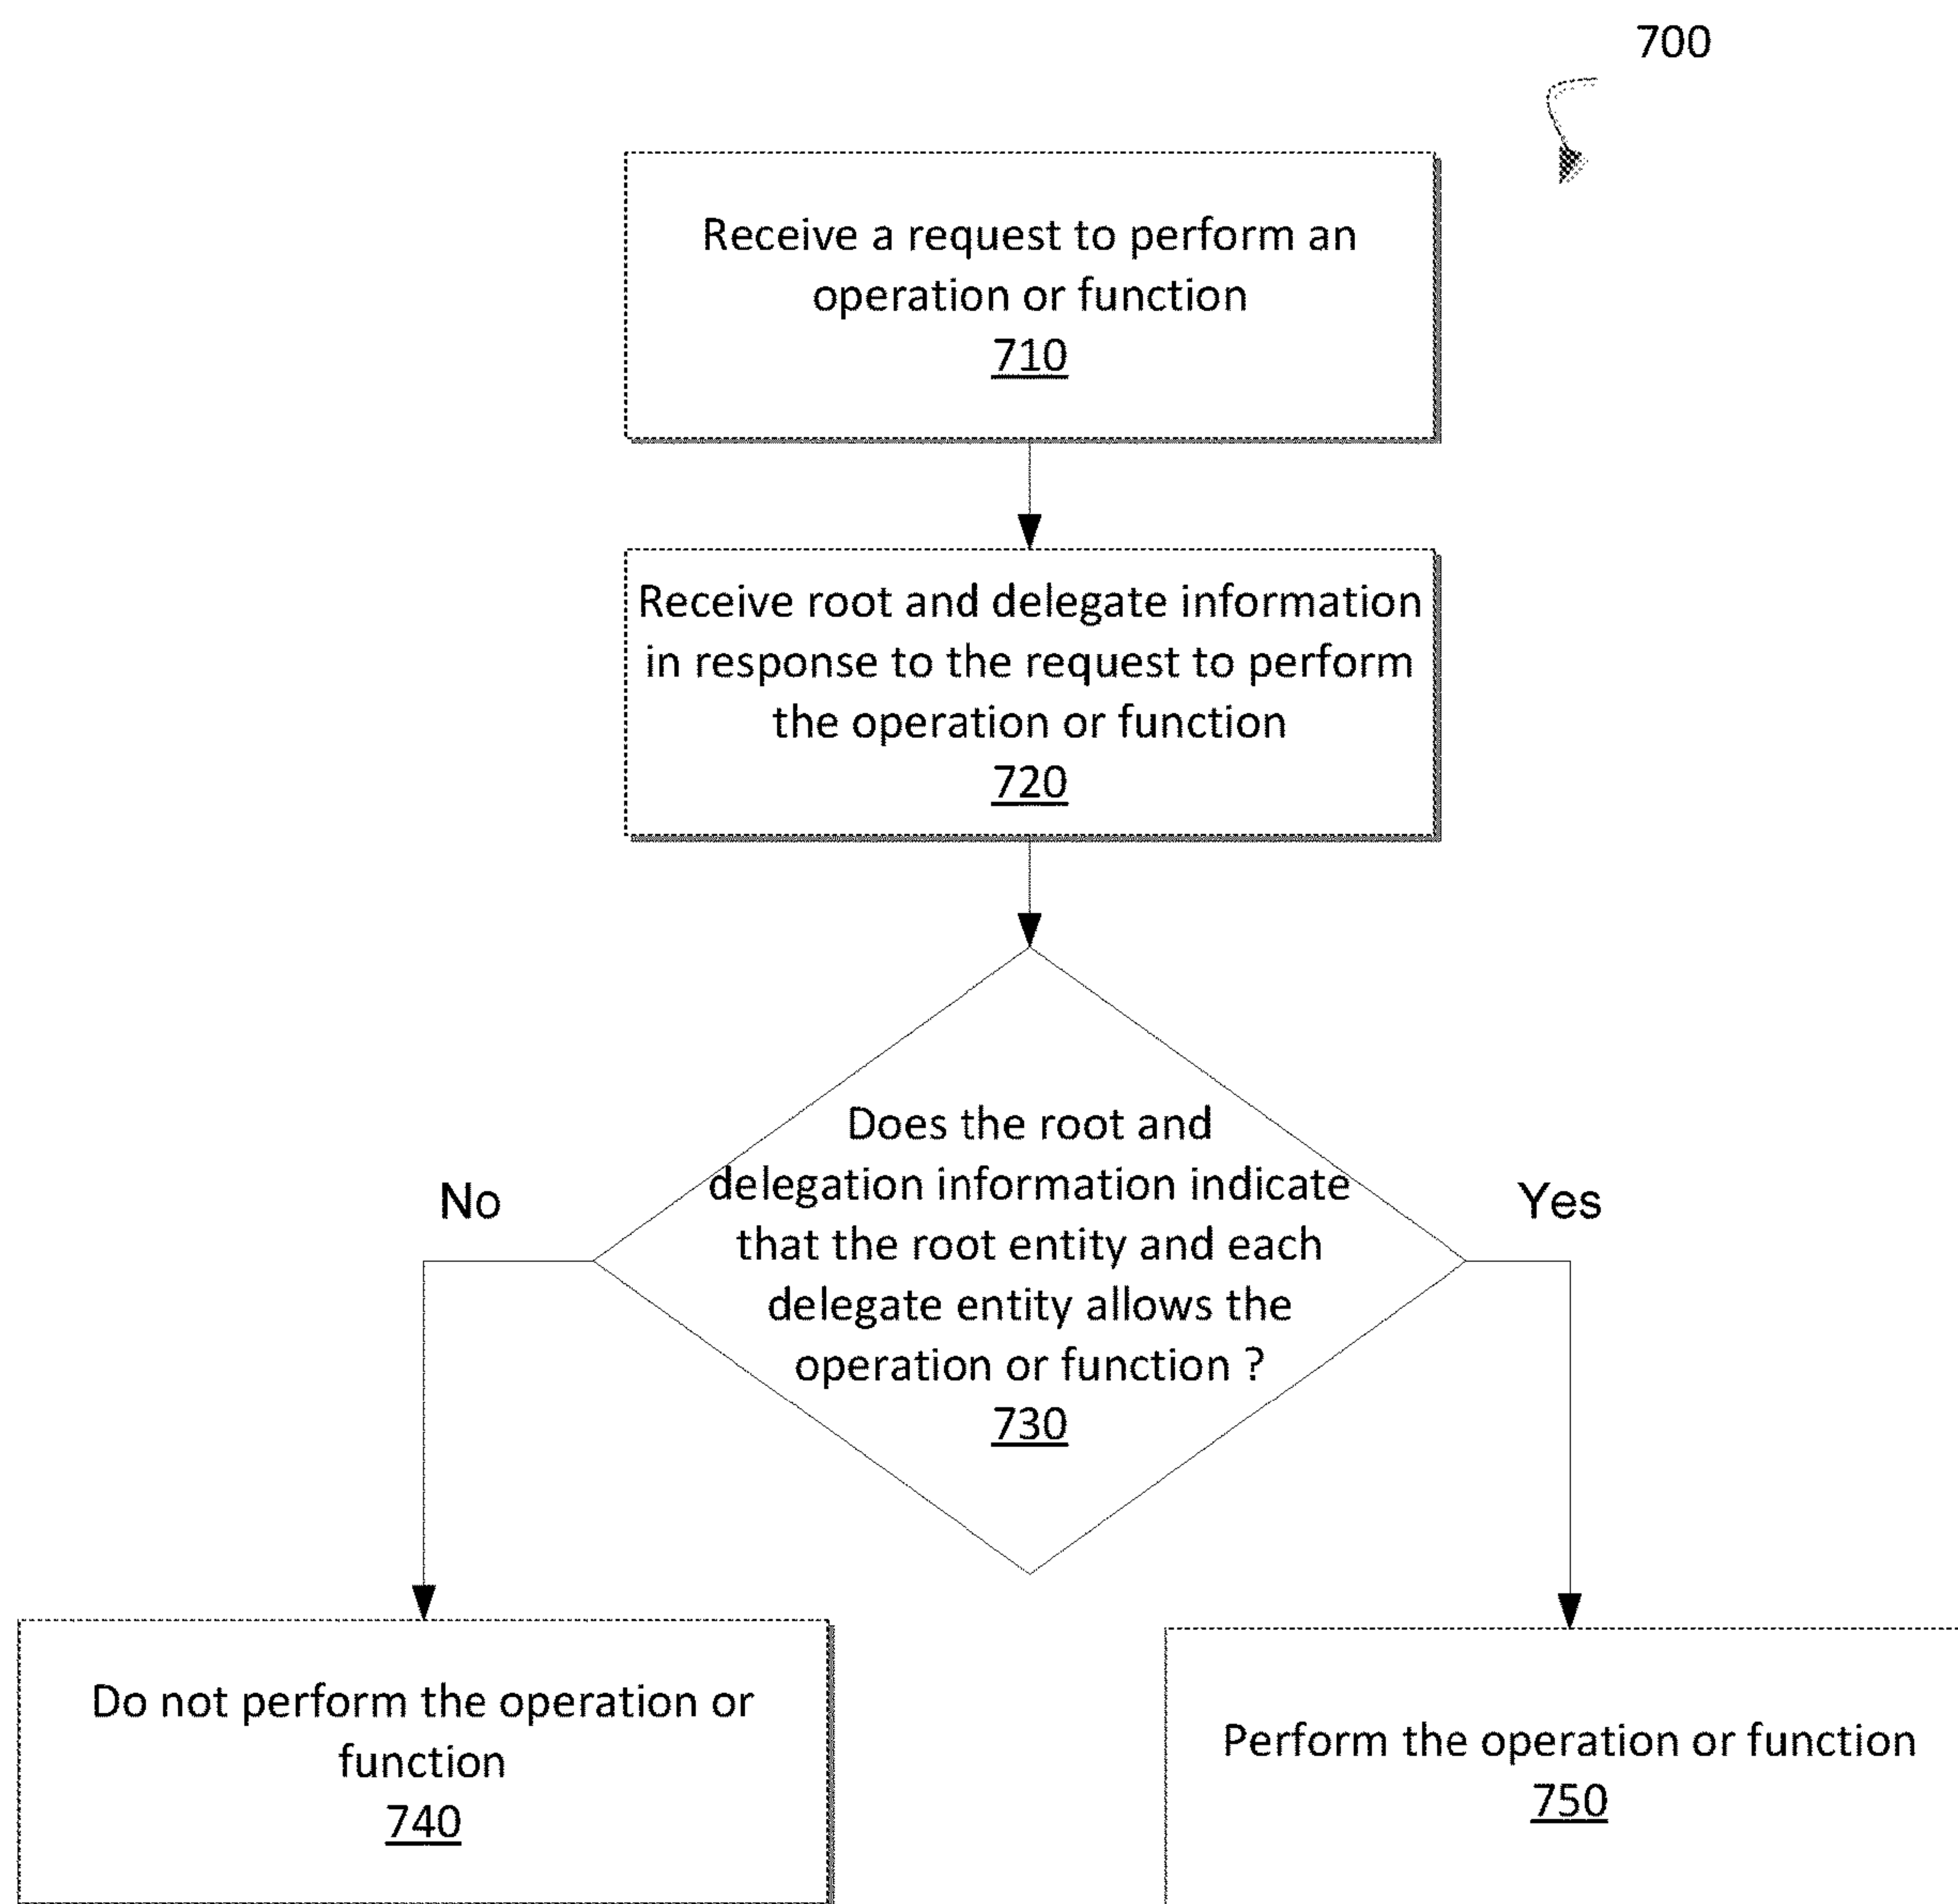 700
Receive a request to perform an
operation or function
710
Receive root and delegate information
in response to the request to perform
the operation or function
720
Does the root and
delegation information indicate
that the root entity and each
delegate entity allows the
operation or function ?
730
No
Yes
Do not perform the operation or
function
740
Perform the operation or function
750